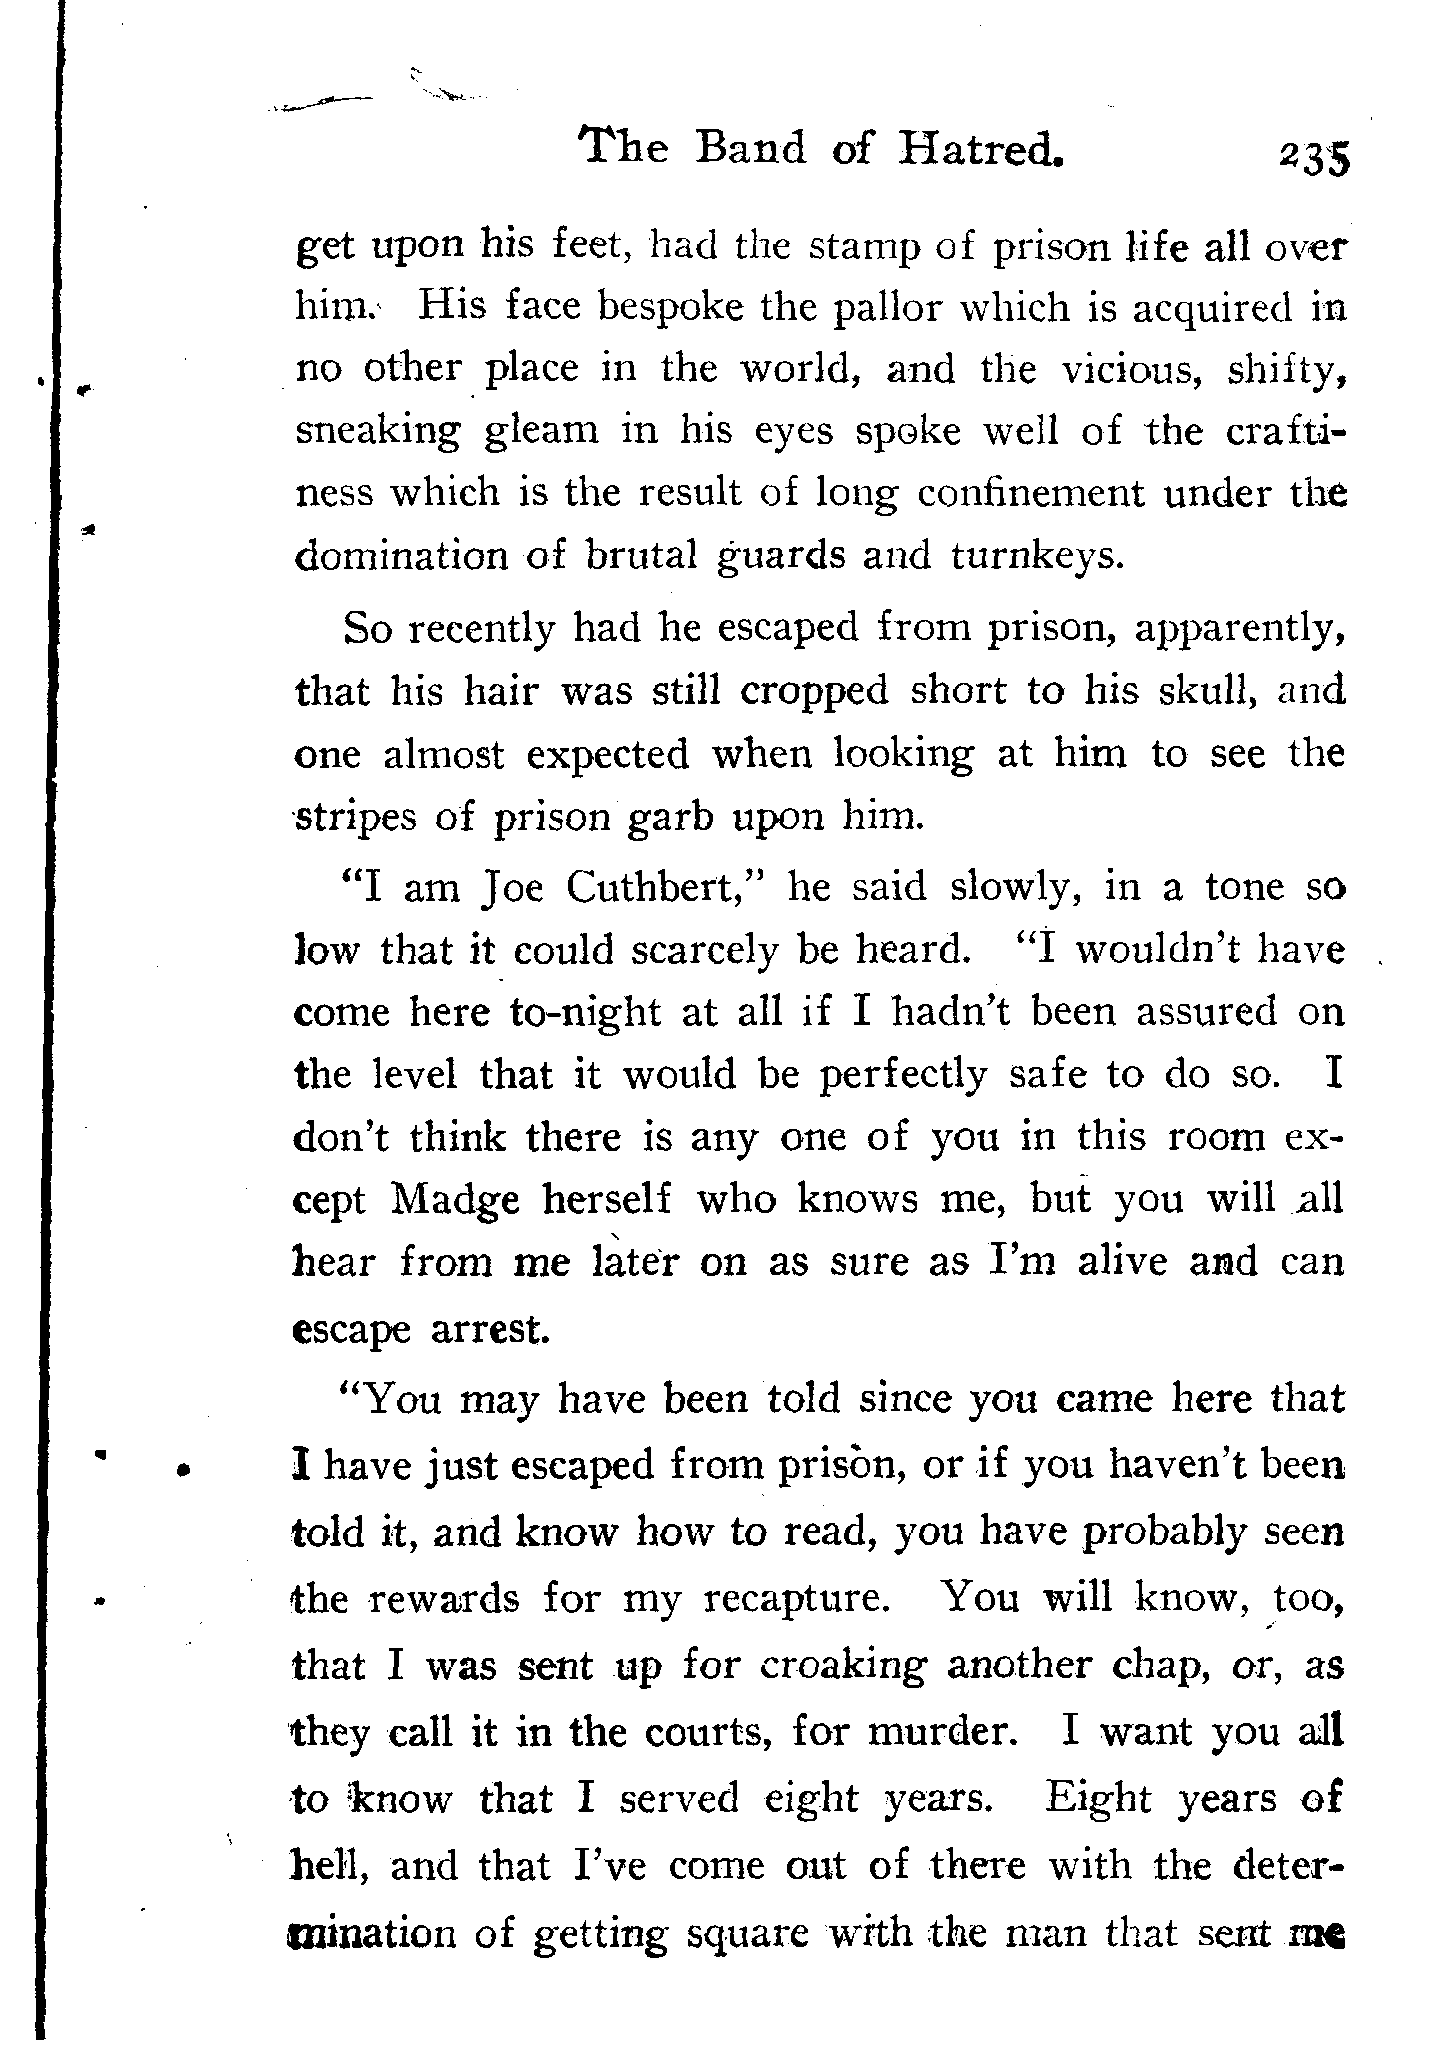 The Band of Hatred. 235
get upon his feet, had the stamp of prison life all over
him. His face bespoke the pallor which is acquired in
no other place in the world, and the vicious, shifty,
sneaking gleam in his eyes spoke well of the crafti-
ness which is the result of long confinement under the
domination of brutal guards and turnkeys.
So recently had he escaped from prison, apparently,
that his hair was still cropped short to his skull, and
one almost expected when looking at him to see the
stripes of prison garb upon him.
"I am Joe Cuthbert," he said slowly, in a tone so
low that it could scarcely be heard. "I wouldn't have
come here to-night at all if I hadn't been assured on
the level that it would be perfectly safe to do so. I
don't think there is any one of you in this room ex-
cept Madge herself who knows me, but you will all
hear from me later on as sure as I'm alive and can
escape arrest.
"You may have been told since you came here that
I have just escaped from prison, or if you haven't been
told it, and know how to read, you have probably seen
the rewards for my recapture. You will know, too,
that I was sent up for croaking another chap, or, as
they call it in the courts, for murder. I want you all
to know that I served eight years. Eight years of
hell, and that I've come out of there with the deter-
mination of getting square with the man that sent me